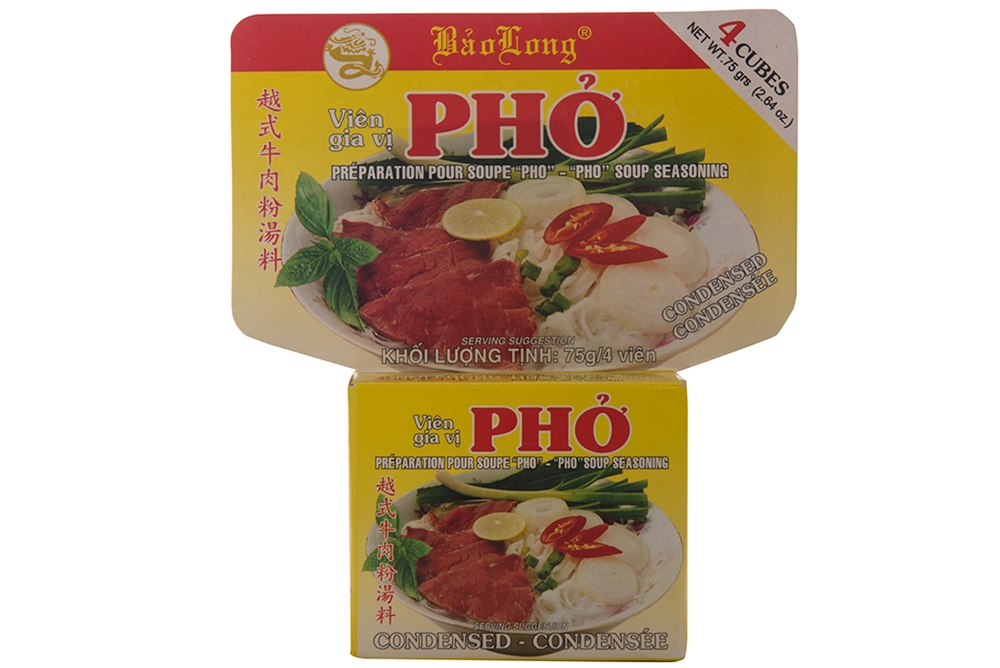 BảoLong®
4 CUBES
NET WT. 75 grs (2.64 oz.)
越式牛肉粉湯料
Viên
gia vị
PHỞ
PRÉPARATION POUR SOUPE "PHO" - "PHO" SOUP SEASONING
CONDENSED
CONDENSÉE
SERVING SUGGESTION
KHỐI LƯỢNG TỊNH: 75g/4 viên
Viên
gia vị
PHỞ
PRÉPARATION POUR SOUPE "PHO" - "PHO" SOUP SEASONING
越式牛肉粉湯料
SERVING SUGGESTION
CONDENSED - CONDENSÉE